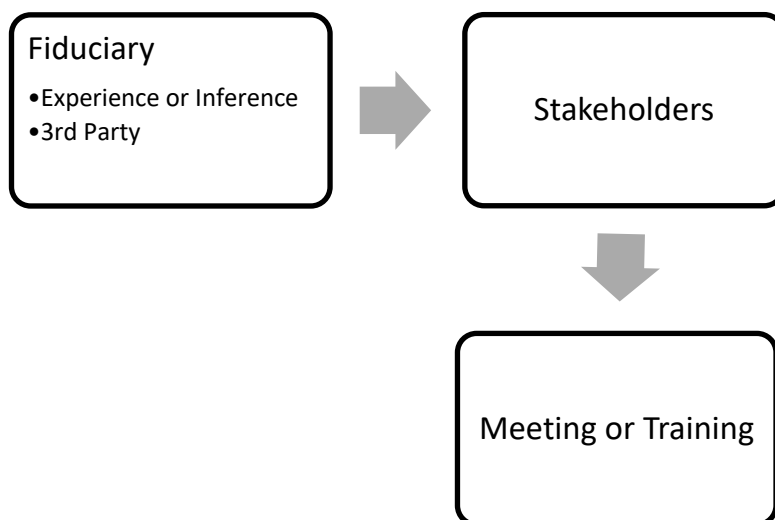 Fiduciary
•Experience or Inference
•3rd Party
Stakeholders
Meeting or Training